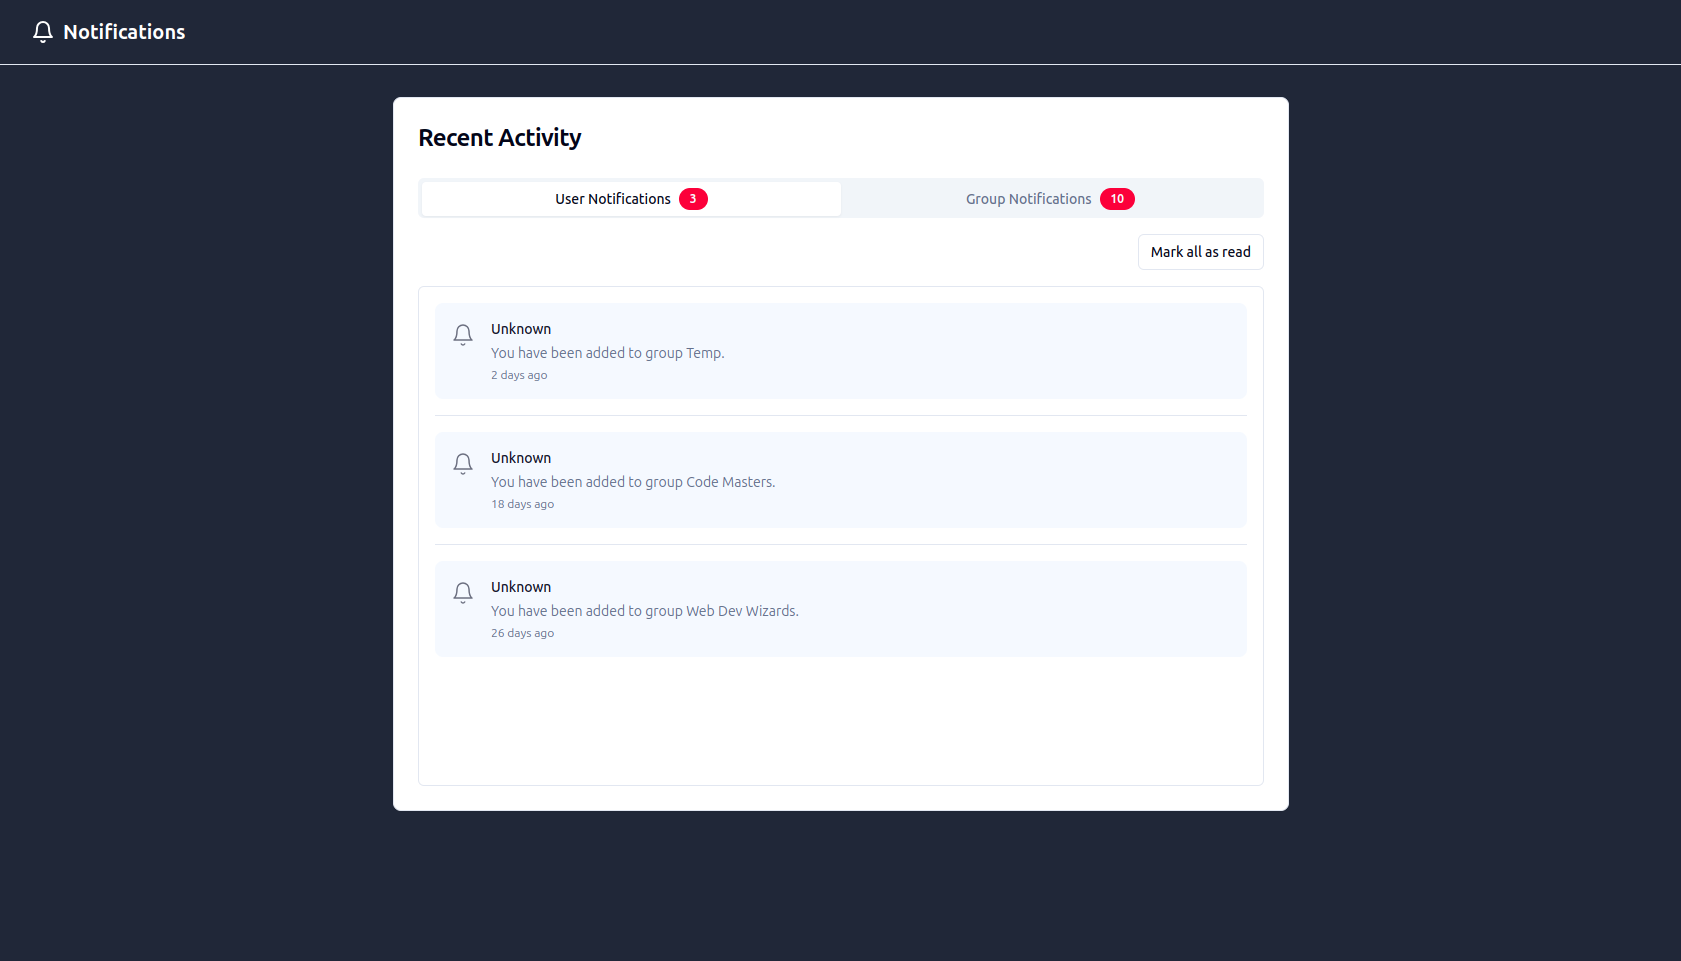 Notifications
Recent Activity
User Notifications 3
Group Notifications 10
Mark all as read
Unknown
You have been added to group Temp.
2 days ago
Unknown
You have been added to group Code Masters.
18 days ago
Unknown
You have been added to group Web Dev Wizards.
26 days ago